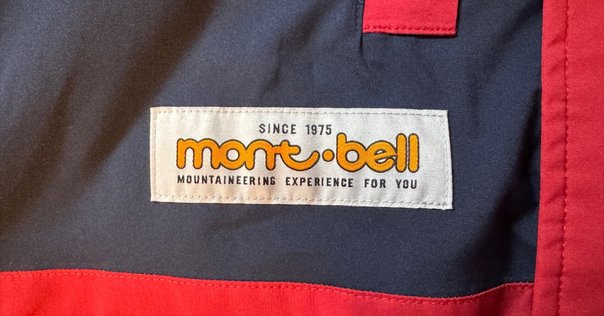 SINCE 1975
mont·bell
MOUNTAINEERING EXPERIENCE FOR YOU